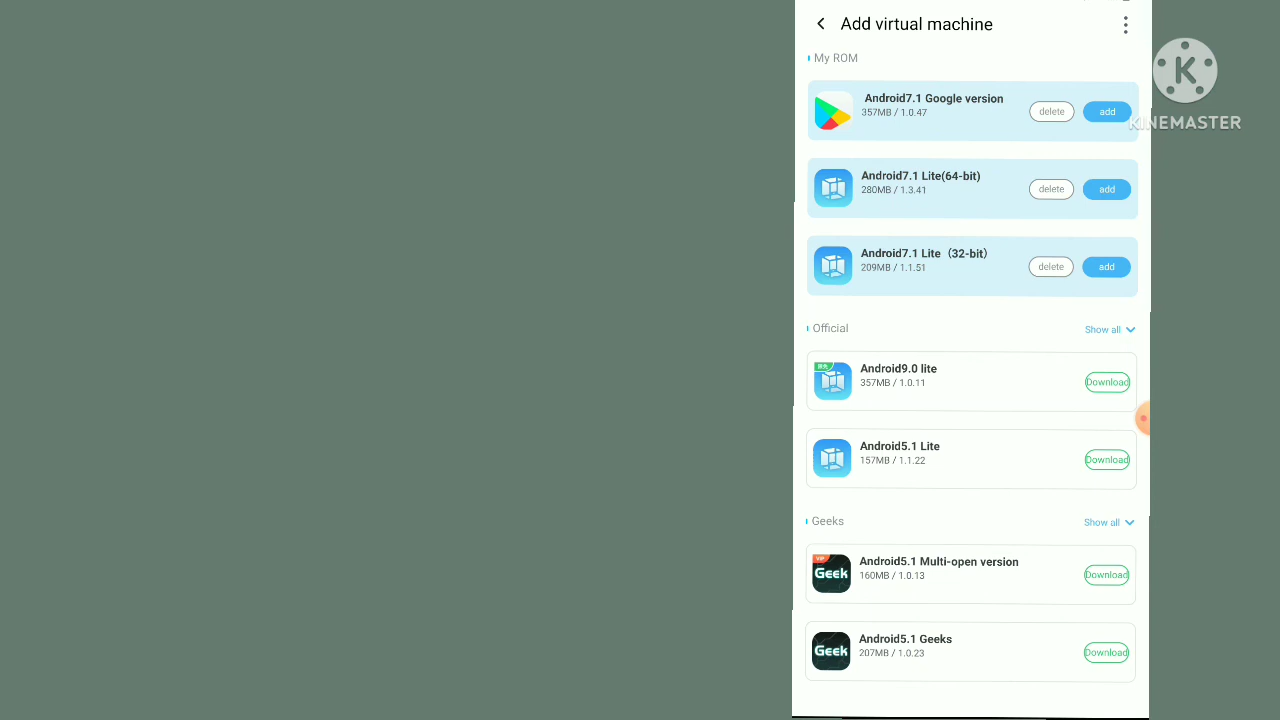 Add virtual machine
My ROM
Android7.1 Google version
357MB / 1.0.47
delete
add
KINEMASTER
Android7.1 Lite(64-bit)
280MB / 1.3.41
delete
add
Android7.1 Lite（32-bit）
209MB / 1.1.51
delete
add
Official
Show all
Android9.0 lite
357MB / 1.0.11
Download
Android5.1 Lite
157MB / 1.1.22
Download
Geeks
Show all
VIP
Geek
Android5.1 Multi-open version
160MB / 1.0.13
Download
Geek
Android5.1 Geeks
207MB / 1.0.23
Download